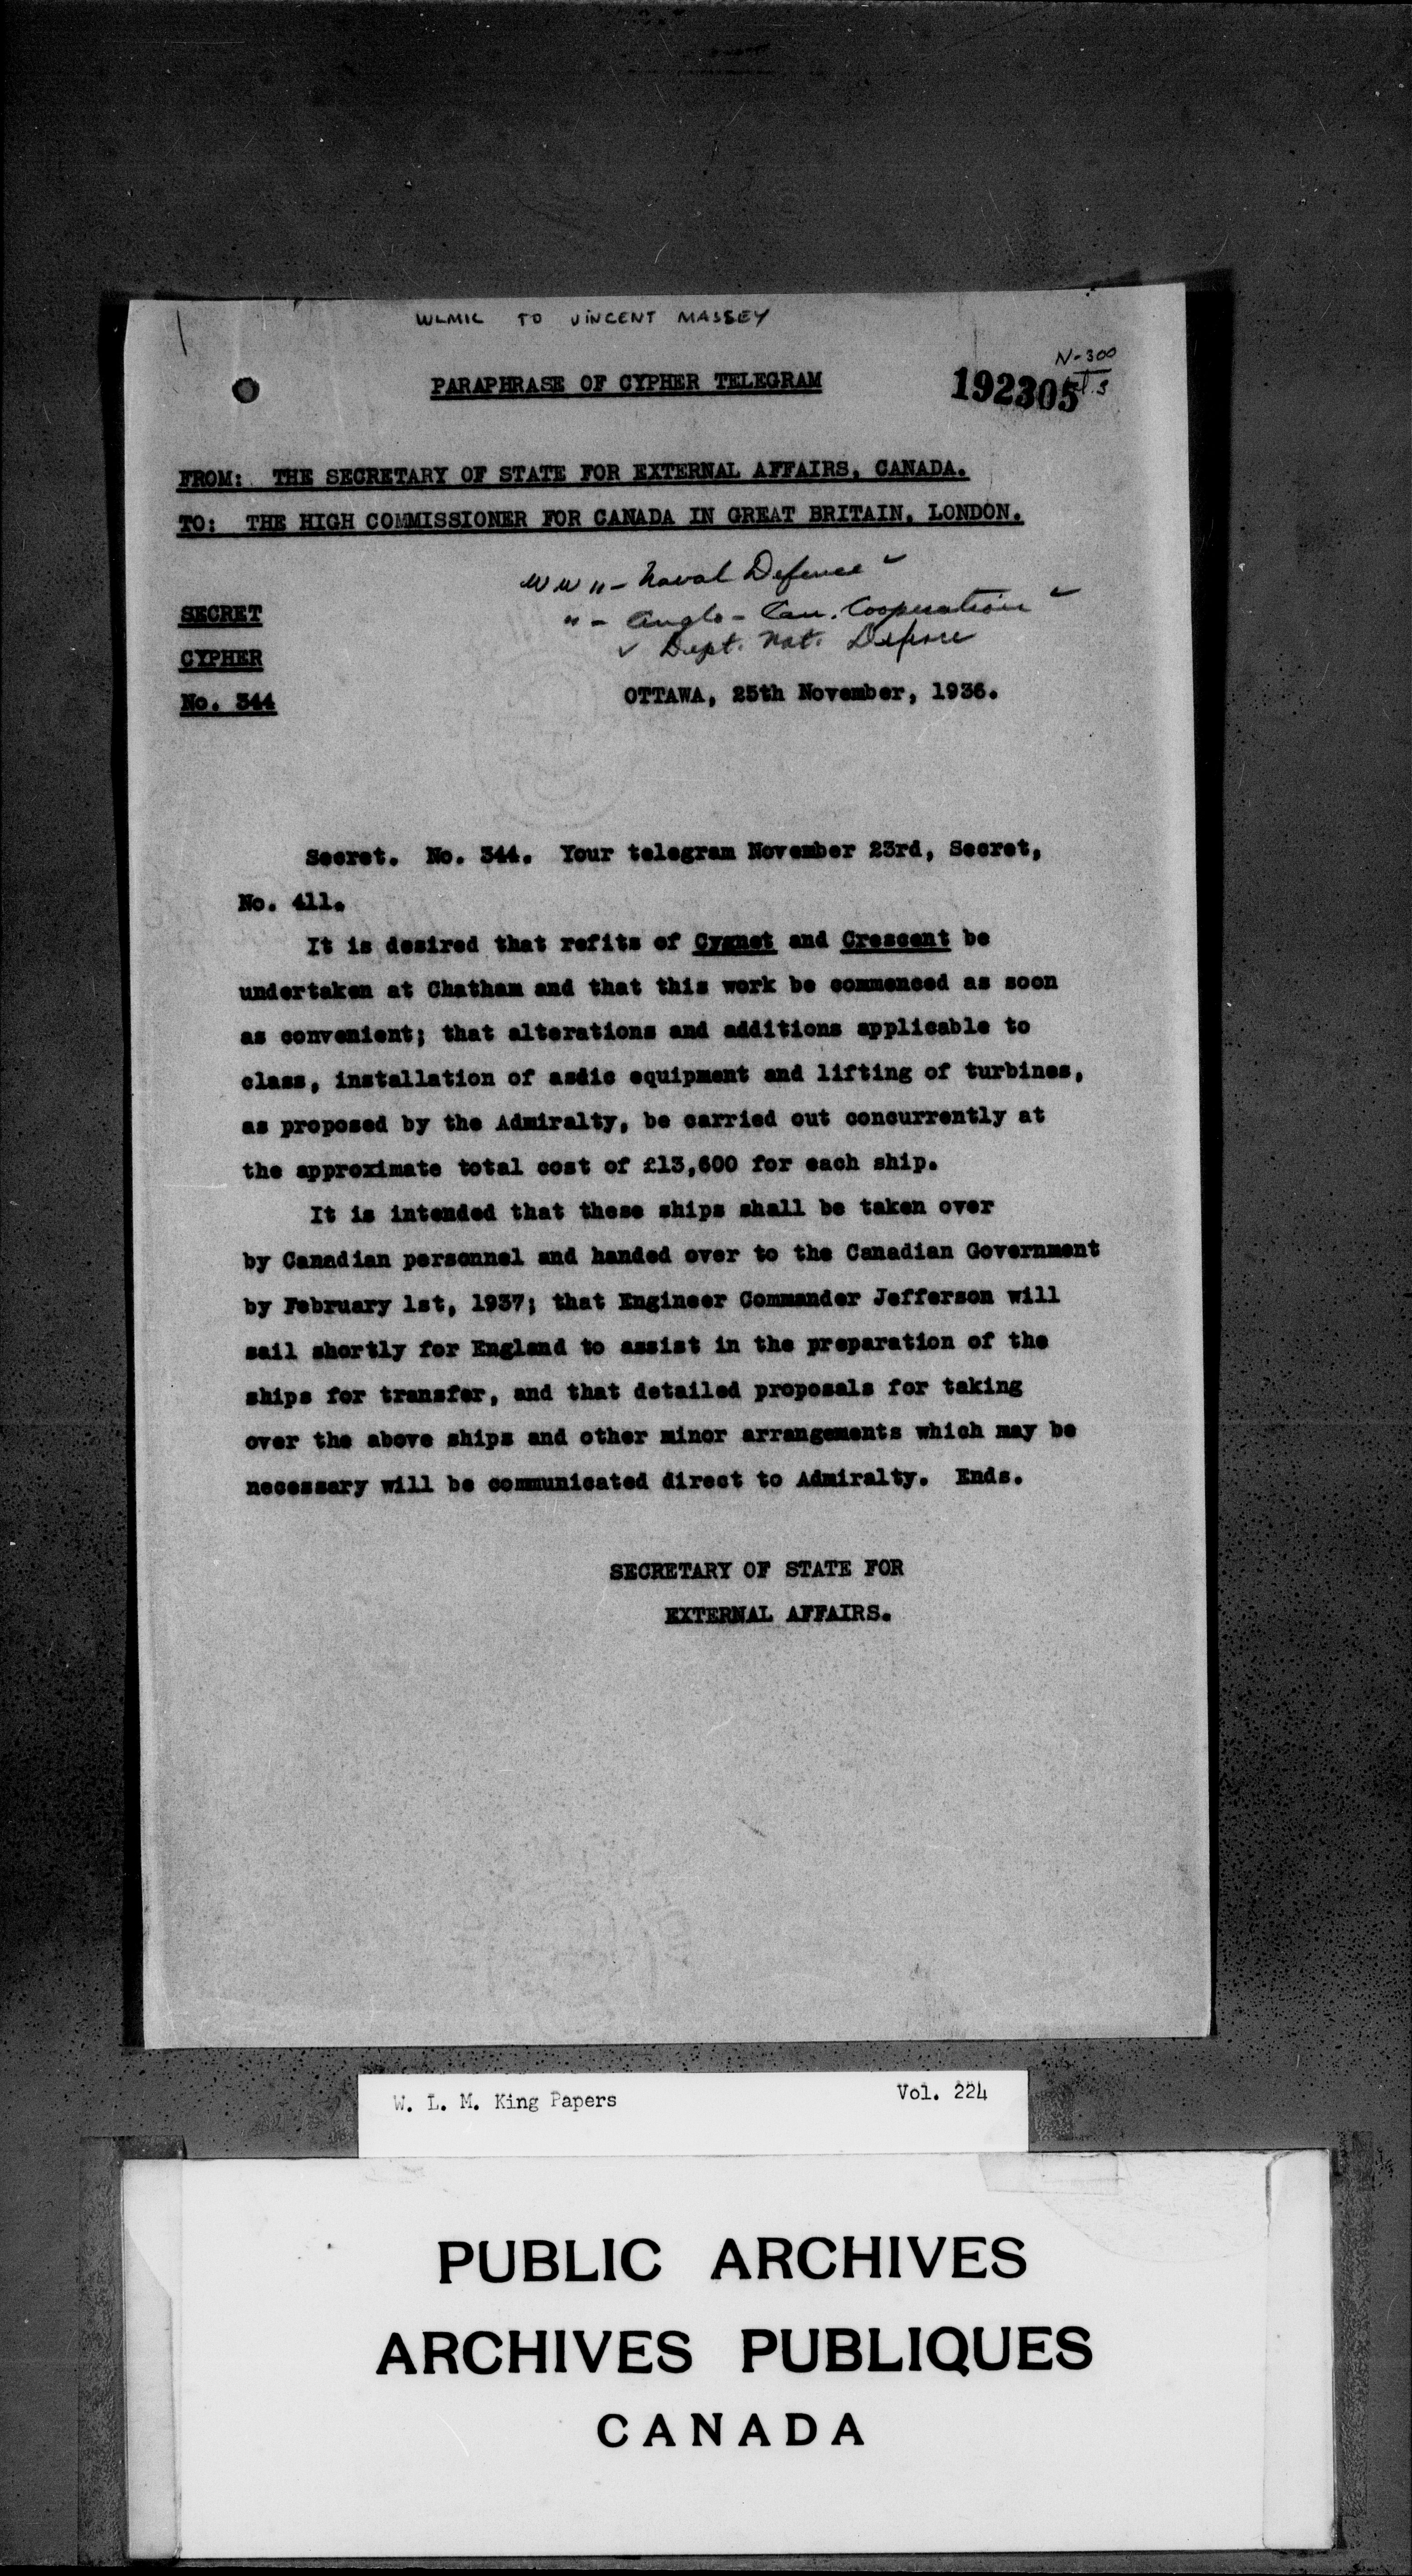 WLMK TO VINCENT MASSEY
N-300
PARAPHRASE OF CYPHER TELEGRAM
192305
FROM: THE SECRETARY OF STATE FOR EXTERNAL AFFAIRS, CANADA.
TO: THE HIGH COMMISSIONER FOR CANADA IN GREAT BRITAIN, LONDON.
WW II - Naval Defence
" - Anglo-Can. Cooperation
SECRET
✓ Dept. Nat. Defence
CYPHER
No. 344
OTTAWA, 25th November, 1936.
Secret. No. 344. Your telegram November 23rd, Secret,
No. 411.
It is desired that refits of Cygnet and Crescent be
undertaken at Chatham and that this work be commenced as soon
as convenient; that alterations and additions applicable to
class, installation of asdic equipment and lifting of turbines,
as proposed by the Admiralty, be carried out concurrently at
the approximate total cost of £13,600 for each ship.
It is intended that these ships shall be taken over
by Canadian personnel and handed over to the Canadian Government
by February 1st, 1937; that Engineer Commander Jefferson will
sail shortly for England to assist in the preparation of the
ships for transfer, and that detailed proposals for taking
over the above ships and other minor arrangements which may be
necessary will be communicated direct to Admiralty. Ends.
SECRETARY OF STATE FOR
EXTERNAL AFFAIRS.
W. L. M. King Papers
Vol. 224
PUBLIC ARCHIVES
ARCHIVES PUBLIQUES
CANADA